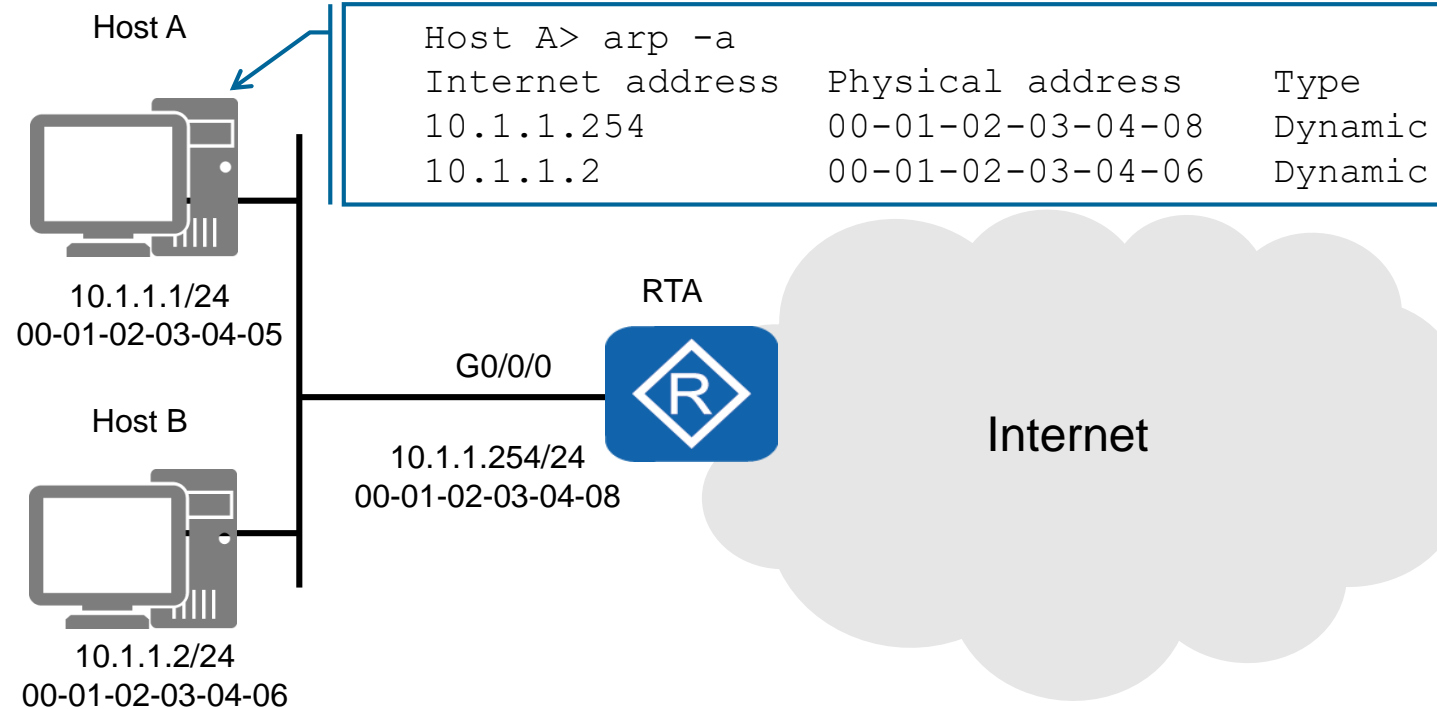 Host A
Host A> arp -a
Internet address Physical address Type
10.1.1.254 00-01-02-03-04-08 Dynamic
10.1.1.2 00-01-02-03-04-06 Dynamic
10.1.1.1/24
00-01-02-03-04-05
RTA
G0/0/0
R
Host B
10.1.1.254/24
00-01-02-03-04-08
Internet
10.1.1.2/24
00-01-02-03-04-06